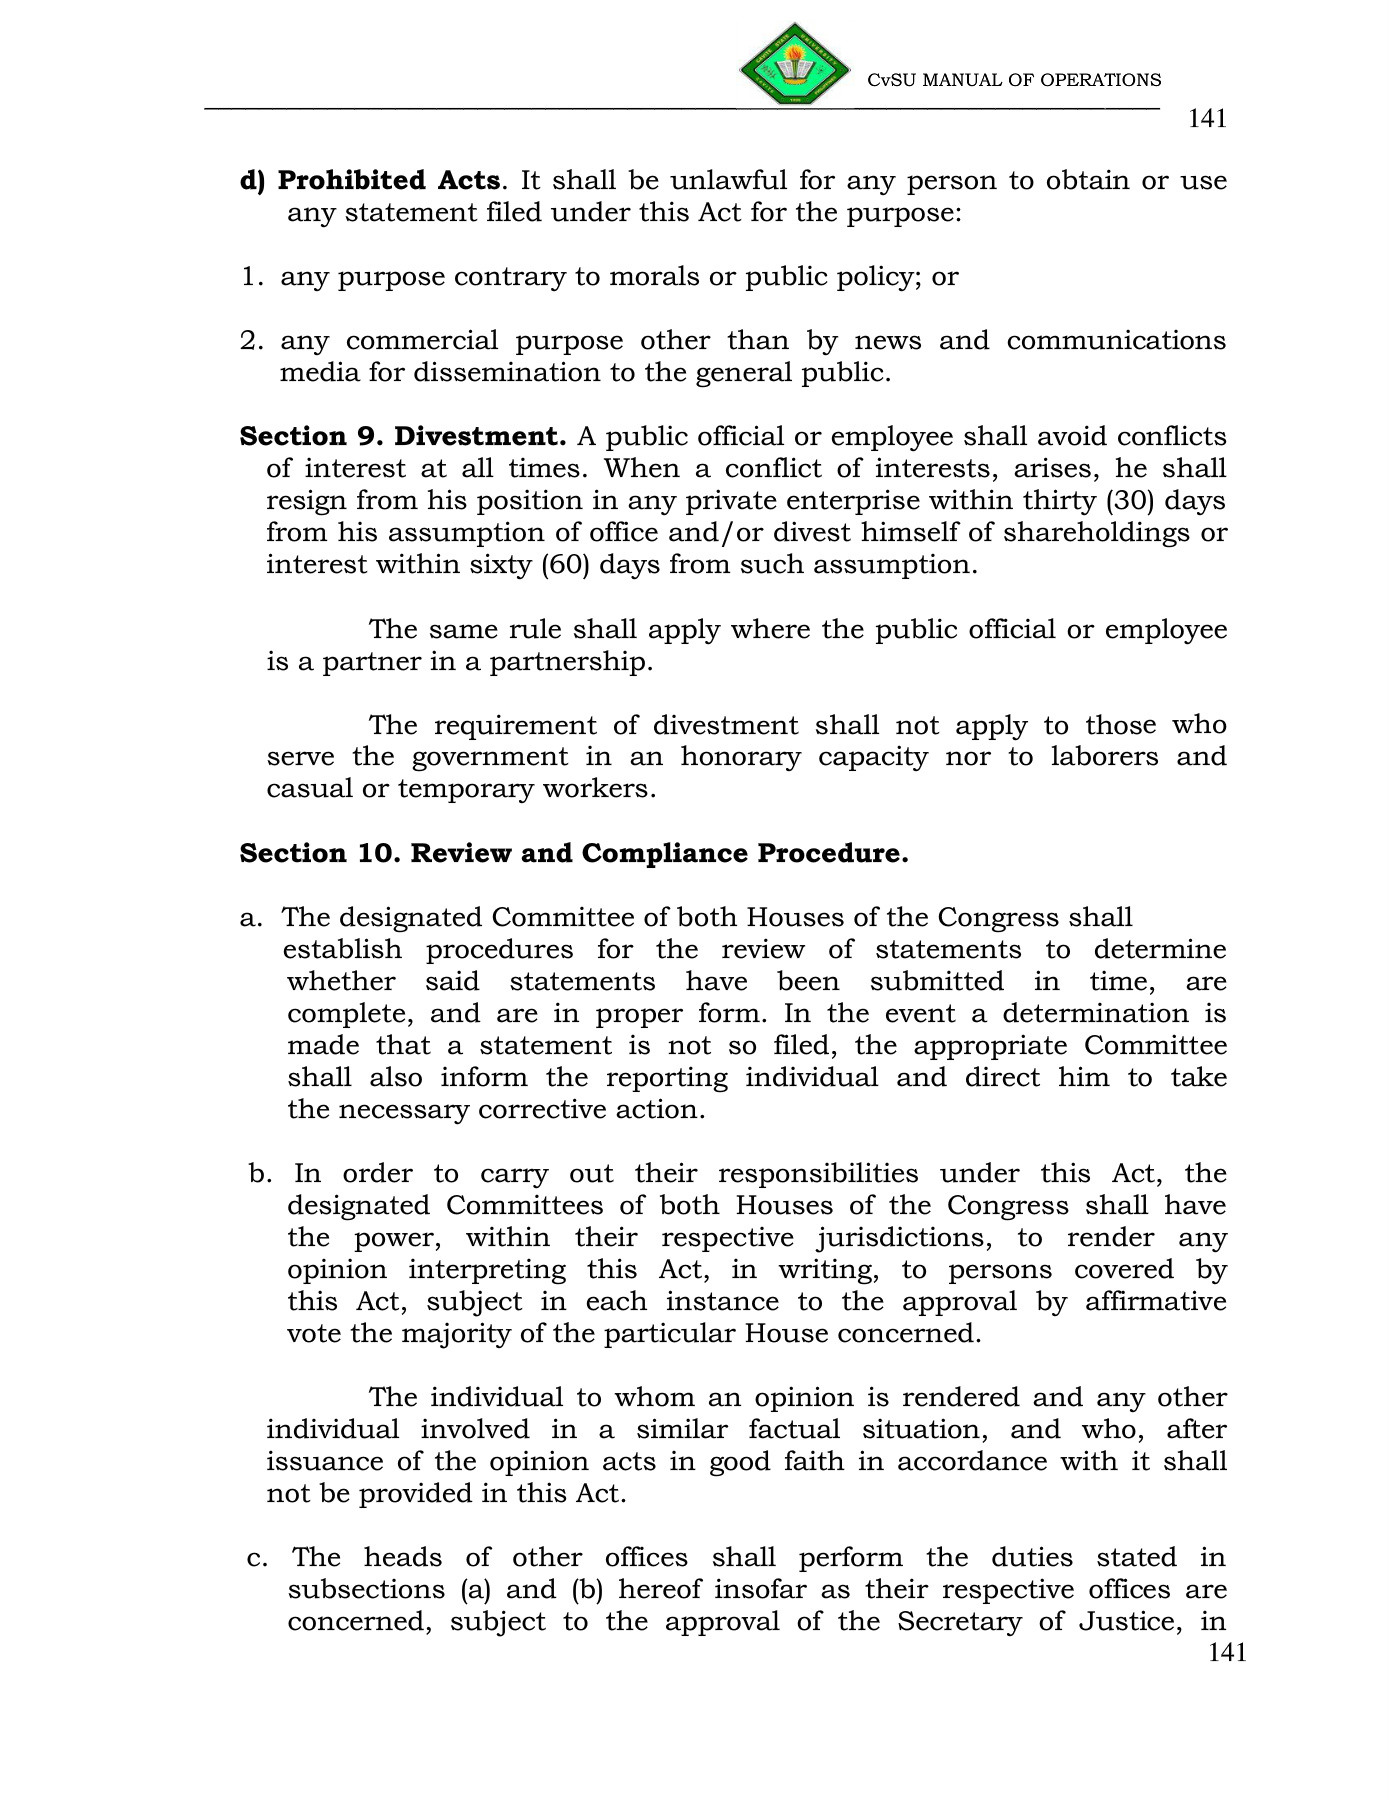 CvSU MANUAL OF OPERATIONS
141
d) Prohibited Acts. It shall be unlawful for any person to obtain or use
any statement filed under this Act for the purpose:
1. any purpose contrary to morals or public policy; or
2. any commercial purpose other than by news and communications
media for dissemination to the general public.
Section 9. Divestment. A public official or employee shall avoid conflicts
of interest at all times. When a conflict of interests, arises, he shall
resign from his position in any private enterprise within thirty (30) days
from his assumption of office and/or divest himself of shareholdings or
interest within sixty (60) days from such assumption.
The same rule shall apply where the public official or employee
is a partner in a partnership.
The requirement of divestment shall not apply to those who
serve the government in an honorary capacity nor to laborers and
casual or temporary workers.
Section 10. Review and Compliance Procedure.
a. The designated Committee of both Houses of the Congress shall
establish procedures for the review of statements to determine
whether said statements have been submitted in time, are
complete, and are in proper form. In the event a determination is
made that a statement is not so filed, the appropriate Committee
shall also inform the reporting individual and direct him to take
the necessary corrective action.
b. In order to carry out their responsibilities under this Act, the
designated Committees of both Houses of the Congress shall have
the power, within their respective jurisdictions, to render any
opinion interpreting this Act, in writing, to persons covered by
this Act, subject in each instance to the approval by affirmative
vote the majority of the particular House concerned.
The individual to whom an opinion is rendered and any other
individual involved in a similar factual situation, and who, after
issuance of the opinion acts in good faith in accordance with it shall
not be provided in this Act.
c. The heads of other offices shall perform the duties stated in
subsections (a) and (b) hereof insofar as their respective offices are
concerned, subject to the approval of the Secretary of Justice, in
141